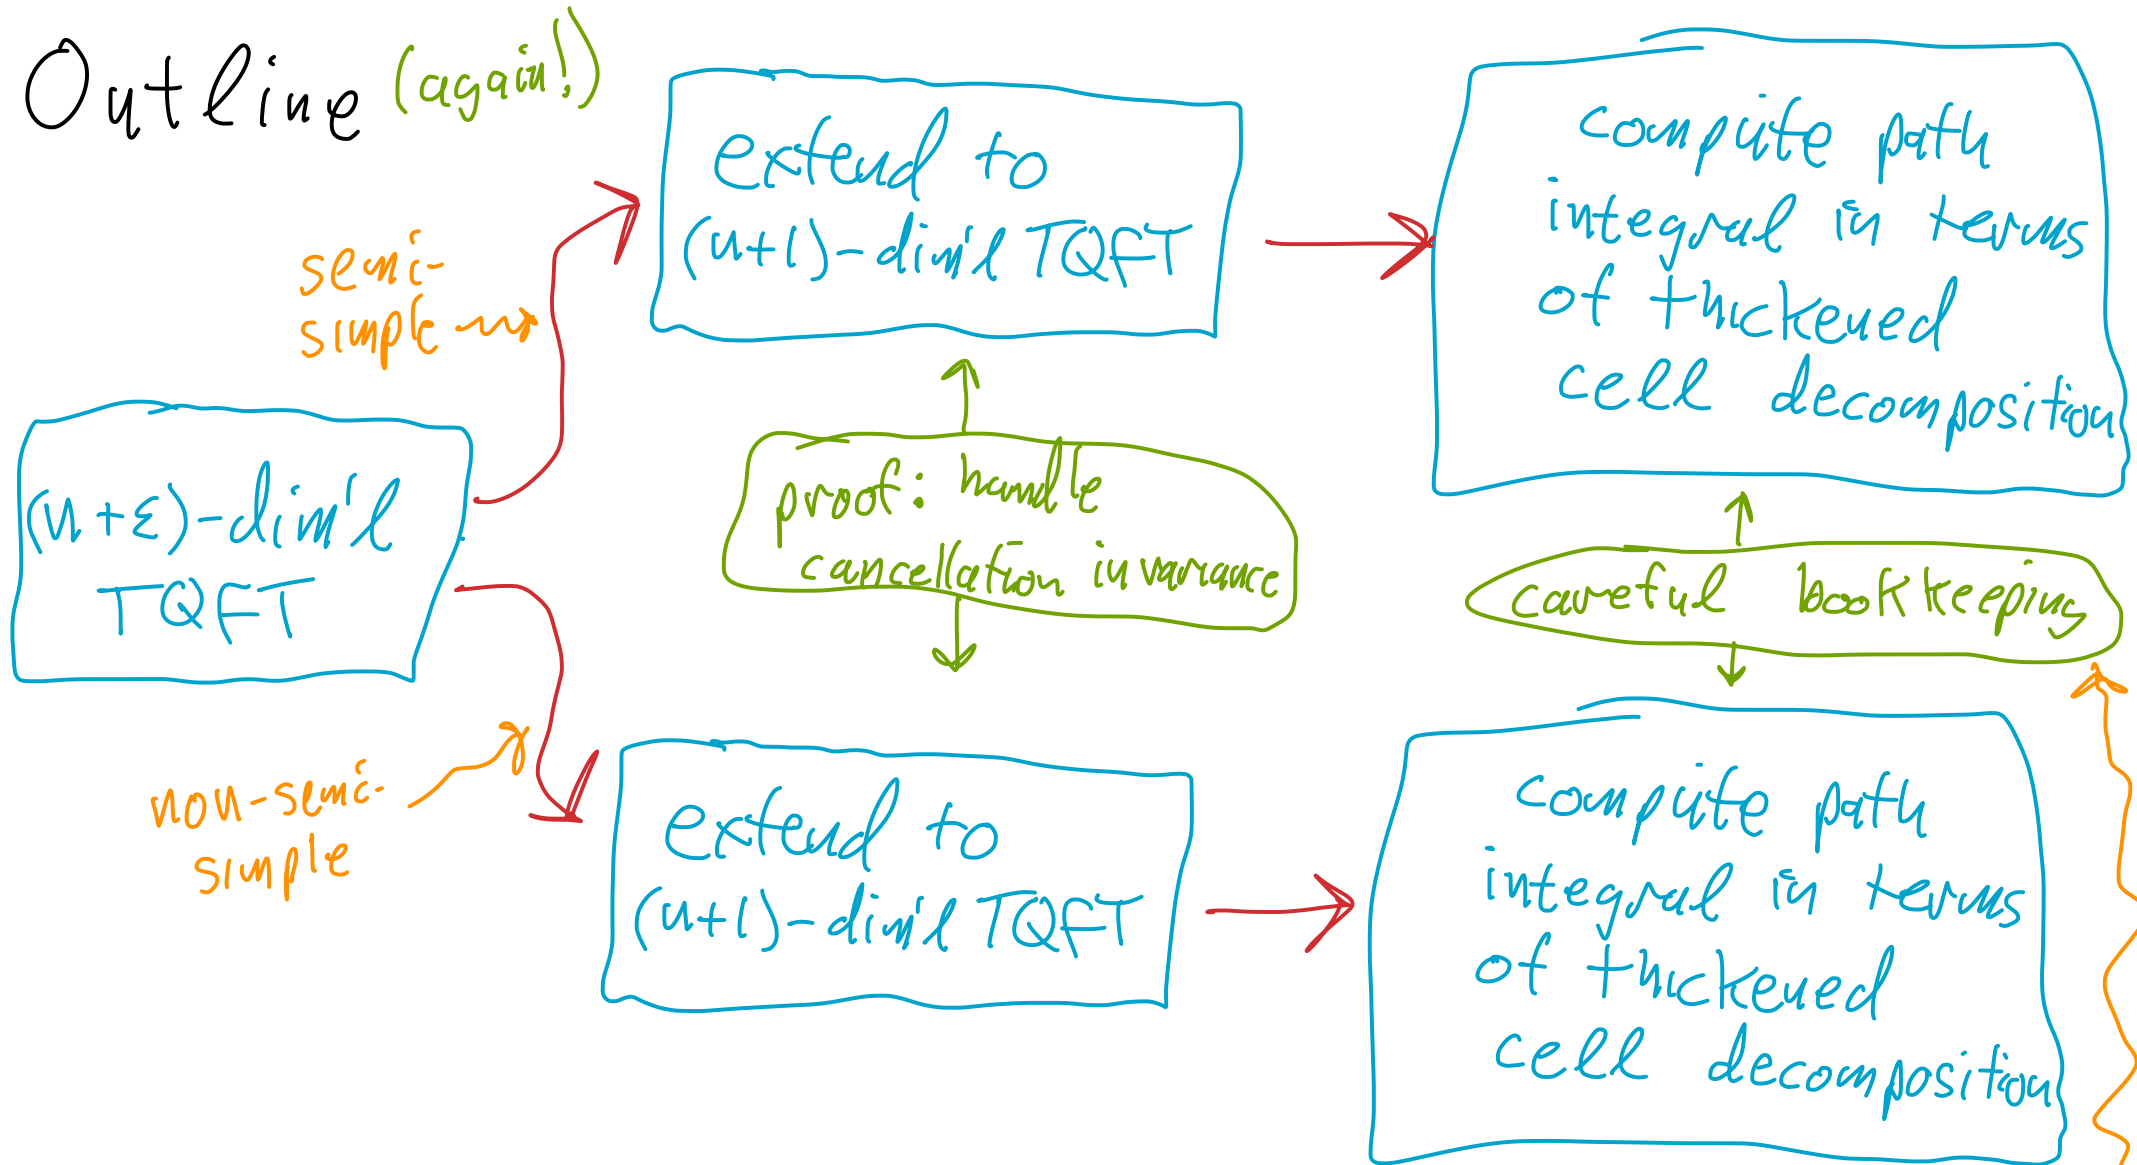 Outline (again!)
extend to
(n+1)-dim'l TQFT
compute path
integral in terms
of thickened
cell decomposition
semi-
simple
(n+ε)-dim'l
TQFT
proof: handle
cancellation invariance
careful bookkeeping
non-semi-
simple
extend to
(n+1)-dim'l TQFT
compute path
integral in terms
of thickened
cell decomposition